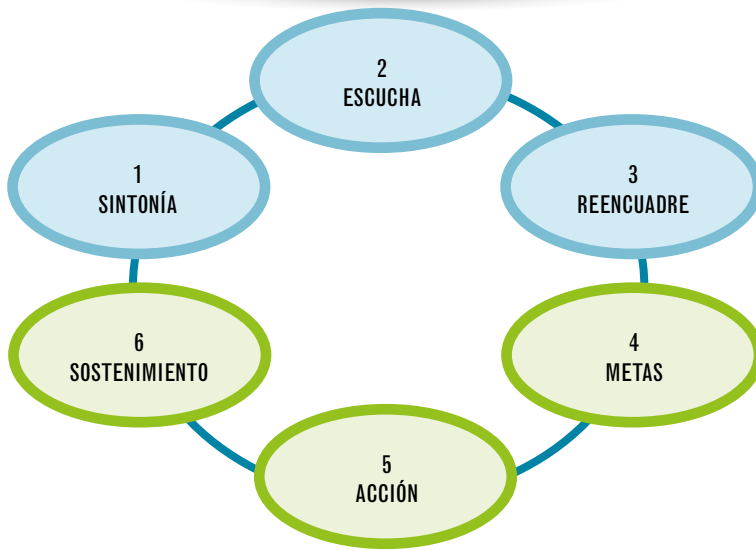 1
SINTONÍA
2
ESCUCHA
3
REENCUADRE
4
METAS
5
ACCIÓN
6
SOSTENIMIENTO